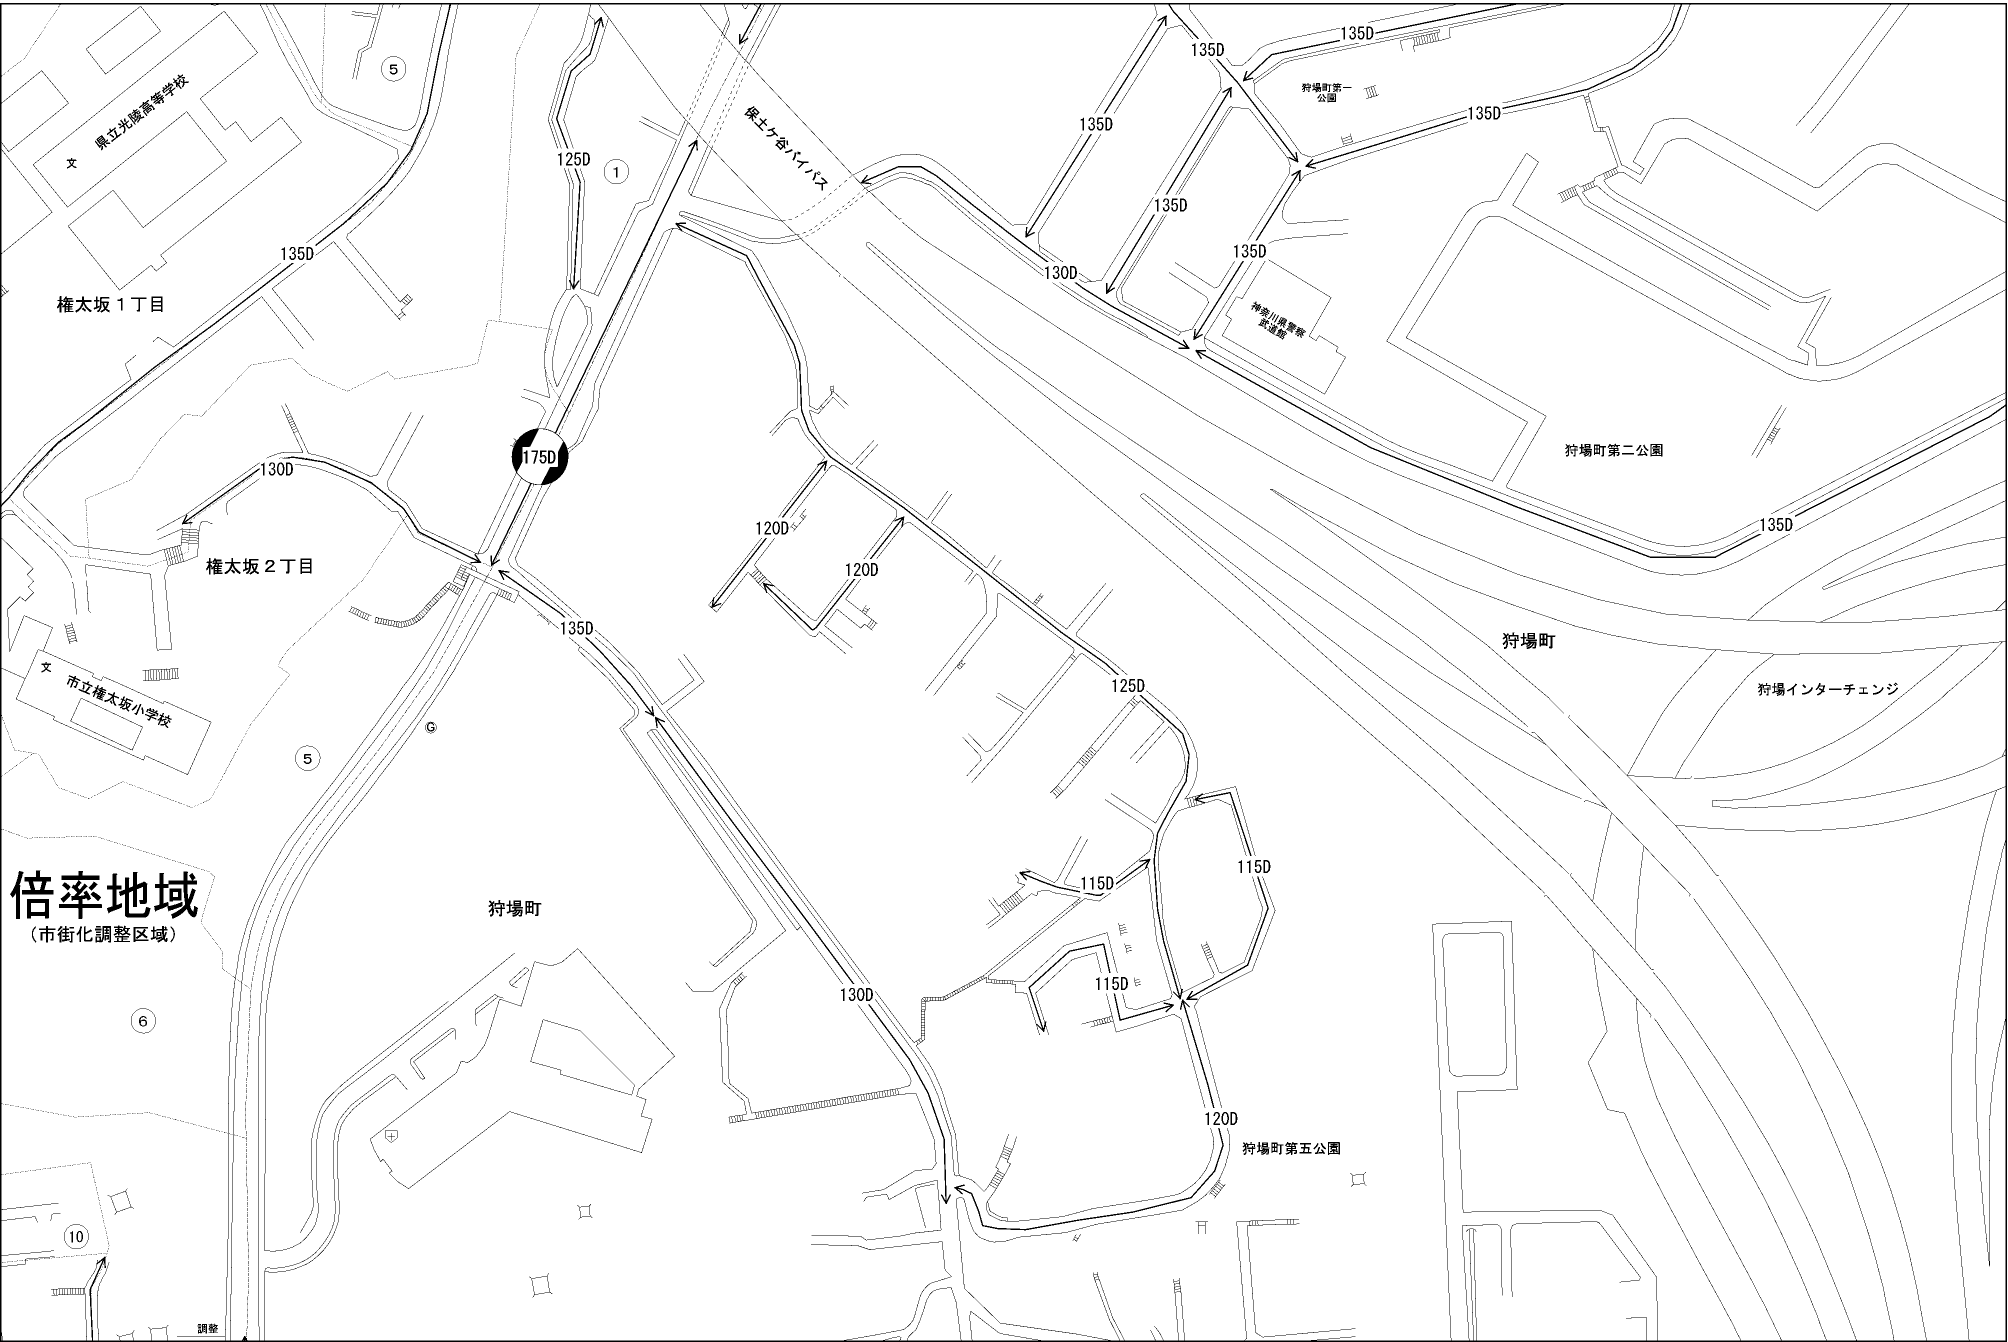 135D
135D
5
狩場町第一
公園
県立光陵高等学校
文
保土ケ谷バイパス
135D
135D
125D
1
135D
135D
135D
130D
権太坂１丁目
神奈川県警察
武道館
175D
狩場町第二公園
130D
120D
135D
権太坂２丁目
120D
135D
狩場町
文
市立権太坂小学校
125D
狩場インターチェンジ
G
5
倍率地域
(市街化調整区域)
115D
115D
狩場町
115D
130D
6
120D
狩場町第五公園
10
調整